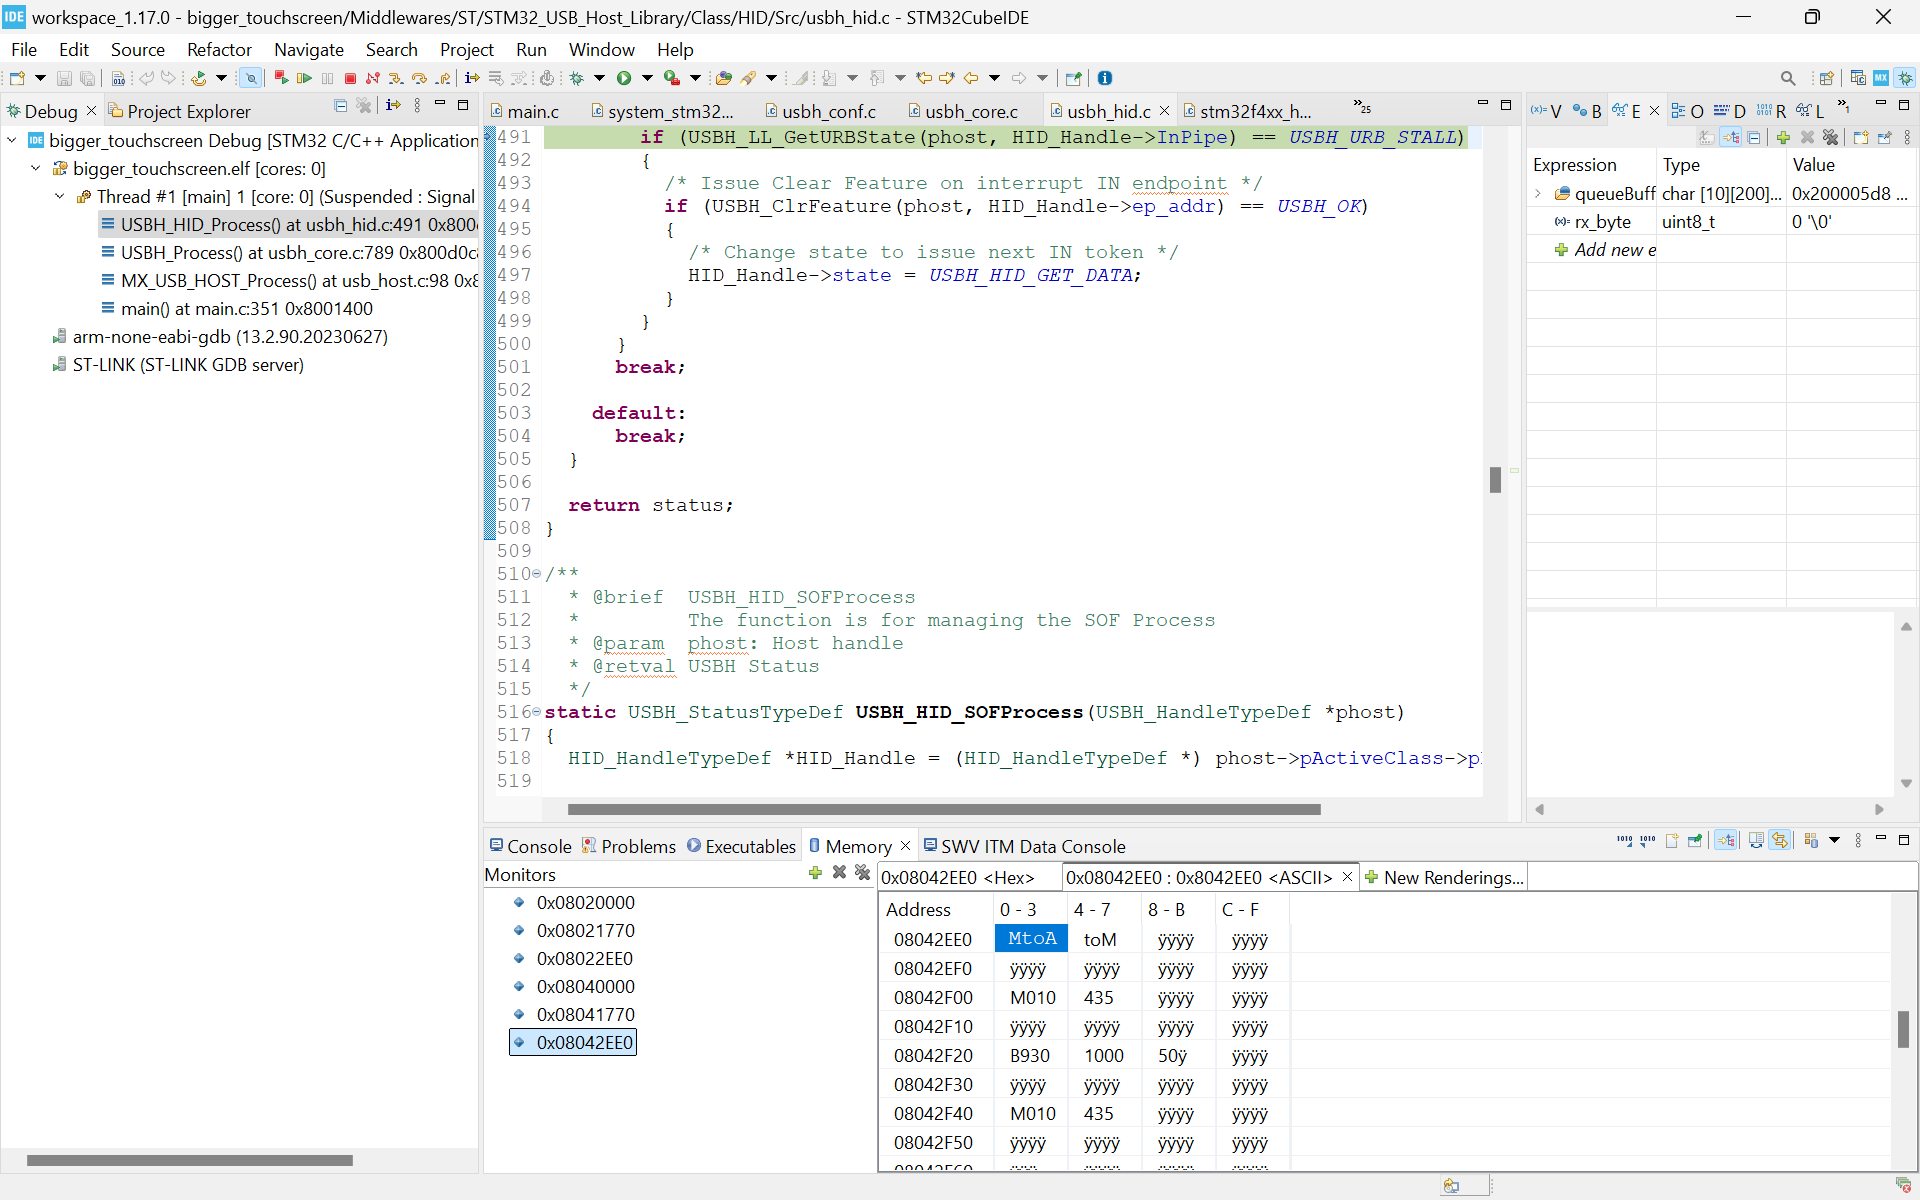 IDE workspace_1.17.0 - bigger_touchscreen/Middlewares/ST/STM32_USB_Host_Library/Class/HID/Src/usbh_hid.c - STM32CubeIDE
File Edit Source Refactor Navigate Search Project Run Window Help
Debug Project Explorer
IDE bigger_touchscreen Debug [STM32 C/C++ Application
bigger_touchscreen.elf [cores: 0]
Thread #1 [main] 1 [core: 0] (Suspended : Signal
USBH_HID_Process() at usbh_hid.c:491 0x800
USBH_Process() at usbh_core.c:789 0x800d0c
MX_USB_HOST_Process() at usb_host.c:98 0x8
main() at main.c:351 0x8001400
arm-none-eabi-gdb (13.2.90.20230627)
ST-LINK (ST-LINK GDB server)
main.c system_stm32... usbh_conf.c usbh_core.c usbh_hid.c stm32f4xx_h... »25
491 if (USBH_LL_GetURBState(phost, HID_Handle->InPipe) == USBH_URB_STALL)
492 {
493 /* Issue Clear Feature on interrupt IN endpoint */
494 if (USBH_ClrFeature(phost, HID_Handle->ep_addr) == USBH_OK)
495 {
496 /* Change state to issue next IN token */
497 HID_Handle->state = USBH_HID_GET_DATA;
498 }
499 }
500 }
501 break;
502
503 default:
504 break;
505 }
506
507 return status;
508 }
509
510 /**
511 * @brief USBH_HID_SOFProcess
512 * The function is for managing the SOF Process
513 * @param phost: Host handle
514 * @retval USBH Status
515 */
516 static USBH_StatusTypeDef USBH_HID_SOFProcess(USBH_HandleTypeDef *phost)
517 {
518 HID_HandleTypeDef *HID_Handle = (HID_HandleTypeDef *) phost->pActiveClass->p
519
(x)= V B E O D R L »1
Expression Type Value
queueBuff char [10][200]... 0x200005d8 ...
(x)= rx_byte uint8_t 0 '\0'
Add new e
Console Problems Executables Memory SWV ITM Data Console
Monitors
0x08020000
0x08021770
0x08022EE0
0x08040000
0x08041770
0x08042EE0
0x08042EE0 <Hex> 0x08042EE0 : 0x8042EE0 <ASCII> New Renderings...
Address 0 - 3 4 - 7 8 - B C - F
08042EE0 MtoA toM ÿÿÿÿ ÿÿÿÿ
08042EF0 ÿÿÿÿ ÿÿÿÿ ÿÿÿÿ ÿÿÿÿ
08042F00 M010 435 ÿÿÿÿ ÿÿÿÿ
08042F10 ÿÿÿÿ ÿÿÿÿ ÿÿÿÿ ÿÿÿÿ
08042F20 B930 1000 50ÿ ÿÿÿÿ
08042F30 ÿÿÿÿ ÿÿÿÿ ÿÿÿÿ ÿÿÿÿ
08042F40 M010 435 ÿÿÿÿ ÿÿÿÿ
08042F50 ÿÿÿÿ ÿÿÿÿ ÿÿÿÿ ÿÿÿÿ